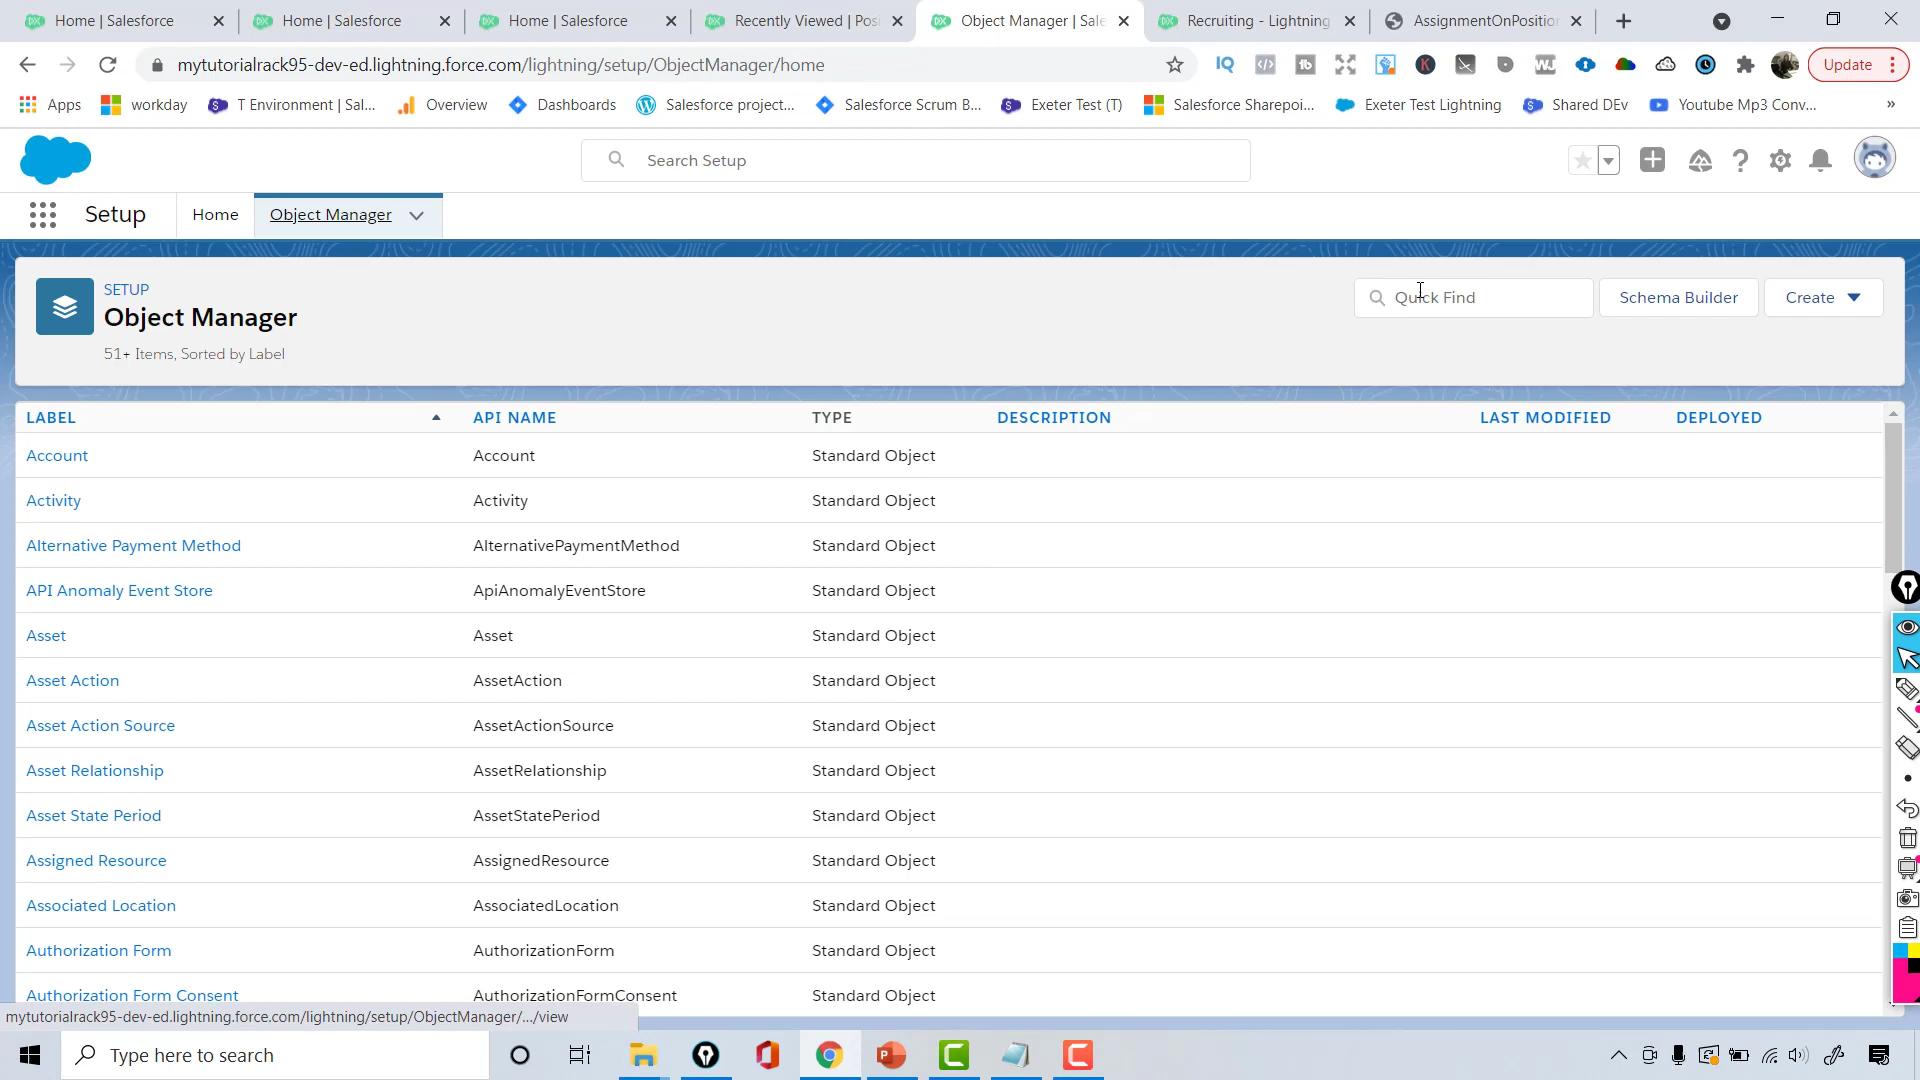 Home | Salesforce
Home | Salesforce
Home | Salesforce
Recently Viewed | Pos
Object Manager | Sale
Recruiting - Lightning
AssignmentOnPosition
mytutorialrack95-dev-ed.lightning.force.com/lightning/setup/ObjectManager/home
Update
Apps
workday
T Environment | Sal...
Overview
Dashboards
Salesforce project...
Salesforce Scrum B...
Exeter Test (T)
Salesforce Sharepoi...
Exeter Test Lightning
Shared DEv
Youtube Mp3 Conv...
»
Search Setup
Setup
Home
Object Manager
SETUP
Object Manager
51+ Items, Sorted by Label
Quick Find
Schema Builder
Create
LABEL API NAME TYPE DESCRIPTION LAST MODIFIED DEPLOYED
Account Account Standard Object
Activity Activity Standard Object
Alternative Payment Method AlternativePaymentMethod Standard Object
API Anomaly Event Store ApiAnomalyEventStore Standard Object
Asset Asset Standard Object
Asset Action AssetAction Standard Object
Asset Action Source AssetActionSource Standard Object
Asset Relationship AssetRelationship Standard Object
Asset State Period AssetStatePeriod Standard Object
Assigned Resource AssignedResource Standard Object
Associated Location AssociatedLocation Standard Object
Authorization Form AuthorizationForm Standard Object
Authorization Form Consent AuthorizationFormConsent Standard Object
mytutorialrack95-dev-ed.lightning.force.com/lightning/setup/ObjectManager/.../view
Type here to search